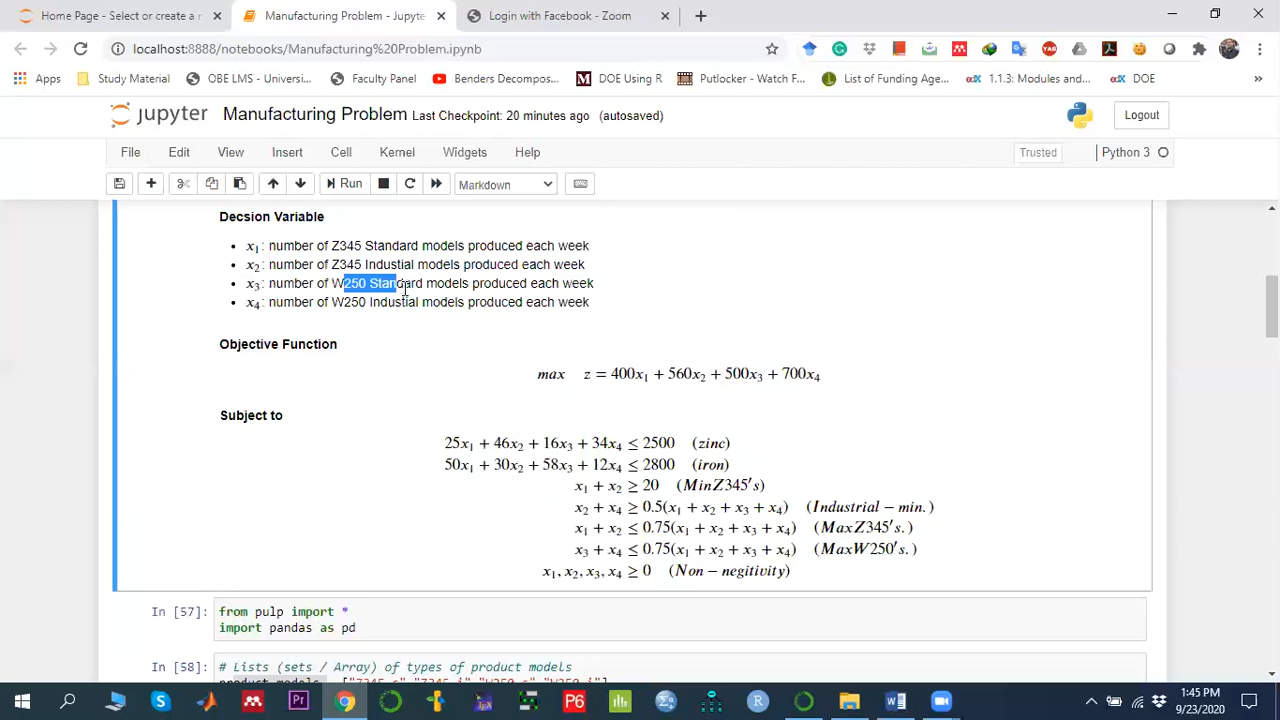 Home Page - Select or create a n
Manufacturing Problem - Jupyter
Login with Facebook - Zoom
localhost:8888/notebooks/Manufacturing%20Problem.ipynb
Apps
Study Material
OBE LMS - Universi...
Faculty Panel
Benders Decompos...
DOE Using R
Putlocker - Watch F...
List of Funding Age...
1.1.3: Modules and...
DOE
jupyter
Manufacturing Problem Last Checkpoint: 20 minutes ago (autosaved)
Logout
File Edit View Insert Cell Kernel Widgets Help
Trusted
Python 3
Run
Markdown
Decsion Variable
• x1: number of Z345 Standard models produced each week
• x2: number of Z345 Industial models produced each week
• x3: number of W250 Standard models produced each week
• x4: number of W250 Industial models produced each week
Objective Function
max z = 400x1 + 560x2 + 500x3 + 700x4
Subject to
25x1 + 46x2 + 16x3 + 34x4 ≤ 2500 (zinc)
50x1 + 30x2 + 58x3 + 12x4 ≤ 2800 (iron)
x1 + x2 ≥ 20 (MinZ345's)
x2 + x4 ≥ 0.5(x1 + x2 + x3 + x4) (Industrial − min.)
x1 + x2 ≤ 0.75(x1 + x2 + x3 + x4) (MaxZ345's.)
x3 + x4 ≤ 0.75(x1 + x2 + x3 + x4) (MaxW250's.)
x1, x2, x3, x4 ≥ 0 (Non − negitivity)
In [57]:
from pulp import *
import pandas as pd
In [58]:
# Lists (sets / Array) of types of product models
1:45 PM
9/23/2020